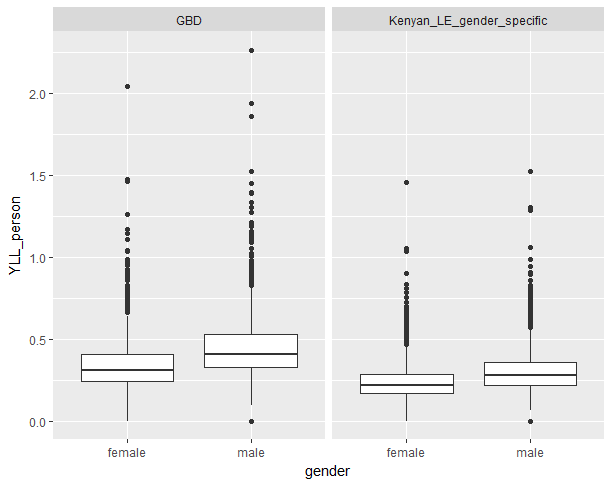 GBD
Kenyan_LE_gender_specific
YLL_person
2.0
1.5
1.0
0.5
0.0
female
male
female
male
gender